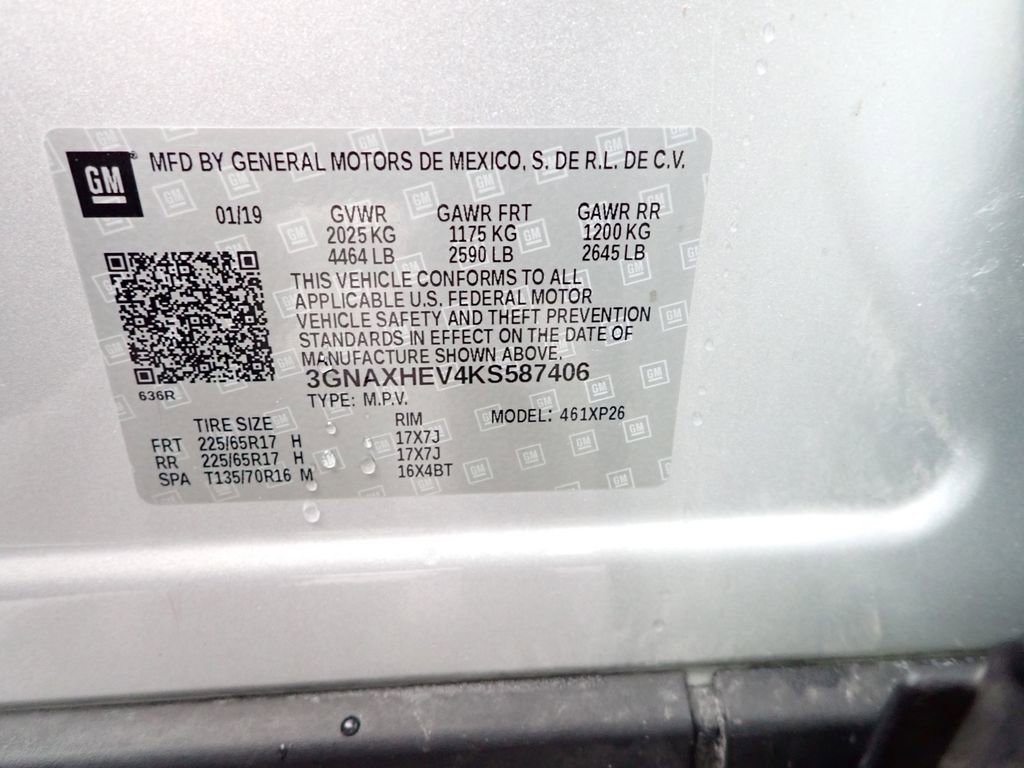 GM MFD BY GENERAL MOTORS DE MEXICO, S. DE R.L. DE C.V.
01/19 GVWR GAWR FRT GAWR RR
2025 KG 1175 KG 1200 KG
4464 LB 2590 LB 2645 LB
THIS VEHICLE CONFORMS TO ALL
APPLICABLE U.S. FEDERAL MOTOR
VEHICLE SAFETY AND THEFT PREVENTION
STANDARDS IN EFFECT ON THE DATE OF
MANUFACTURE SHOWN ABOVE.
3GNAXHEV4KS587406
636R
TYPE: M.P.V.
MODEL: 461XP26
TIRE SIZE RIM
FRT 225/65R17 H 17X7J
RR 225/65R17 H 17X7J
SPA T135/70R16 M 16X4BT